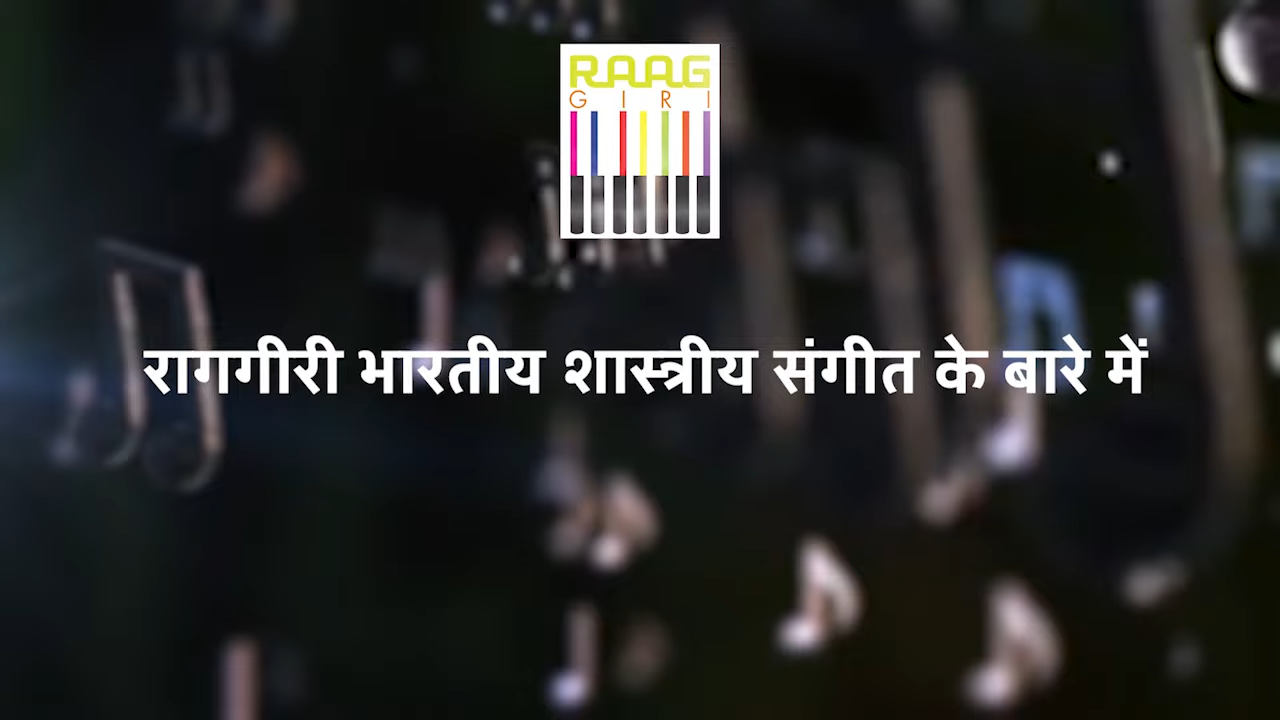 RAAG
GIRI
रागगीरी भारतीय शास्त्रीय संगीत के बारे में